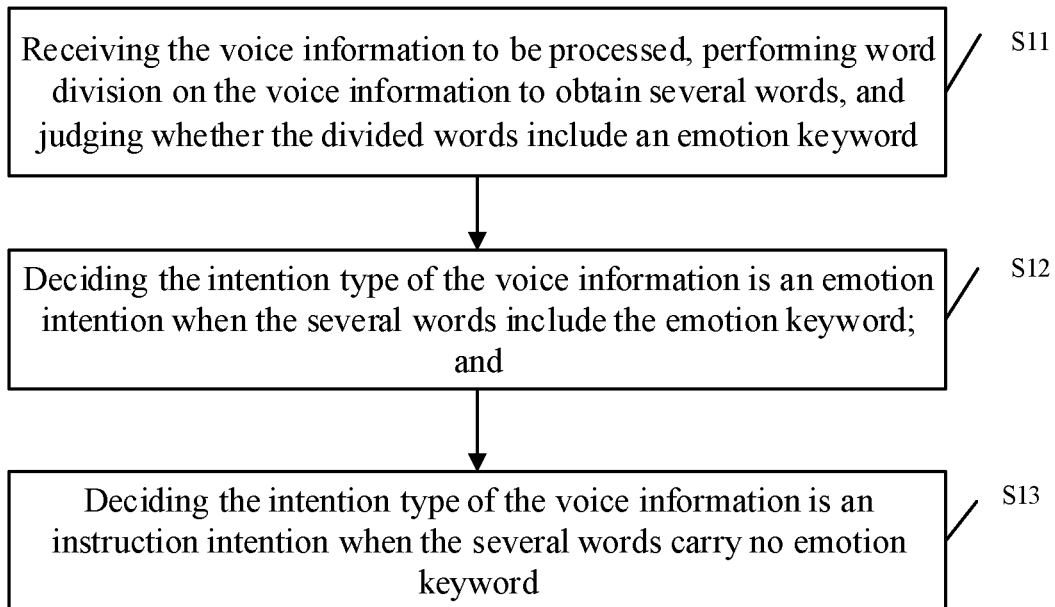 Receiving the voice information to be processed, performing word
division on the voice information to obtain several words, and
judging whether the divided words include an emotion keyword
S11
Deciding the intention type of the voice information is an emotion
intention when the several words include the emotion keyword;
and
S12
Deciding the intention type of the voice information is an
instruction intention when the several words carry no emotion
keyword
S13